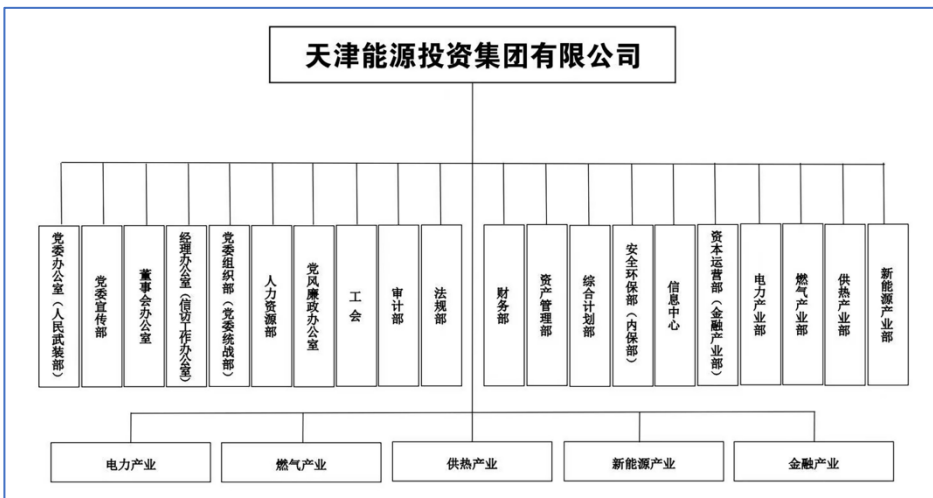 天津能源投资集团有限公司
党委办公室（人民武装部）
党委宣传部
董事会办公室
经理办公室（信访工作办公室）
党委组织部（党委统战部）
人力资源部
党风廉政办公室
工会
审计部
法规部
财务部
资产管理部
综合计划部
安全环保部（内保部）
信息中心
资本运营部（金融产业部）
电力产业部
燃气产业部
供热产业部
新能源产业部
电力产业
燃气产业
供热产业
新能源产业
金融产业